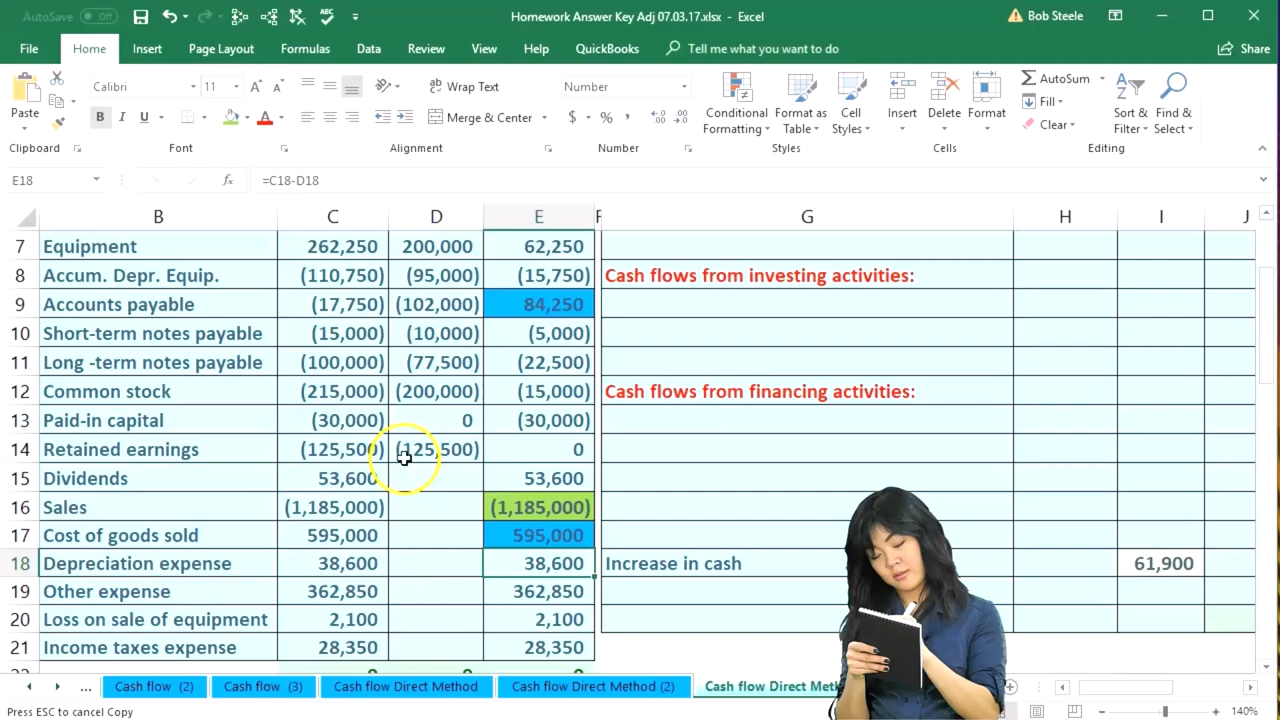 AutoSave Off Homework Answer Key Adj 07.03.17.xlsx - Excel Bob Steele
File Home Insert Page Layout Formulas Data Review View Help QuickBooks Tell me what you want to do Share
Paste Calibri 11 A A Wrap Text Number Conditional Formatting Format as Table Cell Styles Insert Delete Format AutoSum Fill Clear Sort & Filter Find & Select
B I U A Merge & Center $ % ,
Clipboard Font Alignment Number Styles Cells Editing
E18 fx =C18-D18
B C D E F G H I J
7 Equipment 262,250 200,000 62,250
8 Accum. Depr. Equip. (110,750) (95,000) (15,750) Cash flows from investing activities:
9 Accounts payable (17,750) (102,000) 84,250
10 Short-term notes payable (15,000) (10,000) (5,000)
11 Long -term notes payable (100,000) (77,500) (22,500)
12 Common stock (215,000) (200,000) (15,000) Cash flows from financing activities:
13 Paid-in capital (30,000) 0 (30,000)
14 Retained earnings (125,500) (125,500) 0
15 Dividends 53,600 53,600
16 Sales (1,185,000) (1,185,000)
17 Cost of goods sold 595,000 595,000
18 Depreciation expense 38,600 38,600 Increase in cash 61,900
19 Other expense 362,850 362,850
20 Loss on sale of equipment 2,100 2,100
21 Income taxes expense 28,350 28,350
... Cash flow (2) Cash flow (3) Cash flow Direct Method Cash flow Direct Method (2) Cash flow Direct Meth
Press ESC to cancel Copy 140%